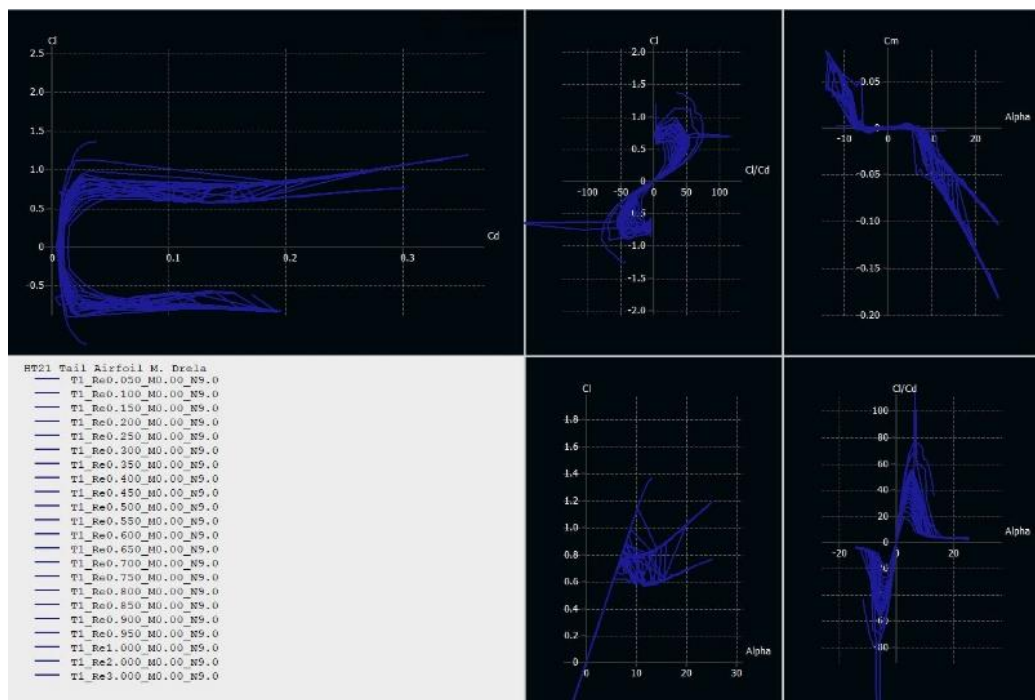 Cl
2.5
2.0
1.5
1.0
0.5
0
-0.5
0 0.1 0.2 0.3
Cd
Cl
2.0
1.5
1.0
0.5
0
-0.5
-1.0
-1.5
-2.0
-100 -50 0 50 100
Cl/Cd
Cm
0.05
0
-0.05
-0.10
-0.15
-0.20
-10 0 10 20
Alpha
HT21 Tail Airfoil M. Drela
T1_Re0.050_M0.00_N9.0
T1_Re0.100_M0.00_N9.0
T1_Re0.150_M0.00_N9.0
T1_Re0.200_M0.00_N9.0
T1_Re0.250_M0.00_N9.0
T1_Re0.300_M0.00_N9.0
T1_Re0.350_M0.00_N9.0
T1_Re0.400_M0.00_N9.0
T1_Re0.450_M0.00_N9.0
T1_Re0.500_M0.00_N9.0
T1_Re0.550_M0.00_N9.0
T1_Re0.600_M0.00_N9.0
T1_Re0.650_M0.00_N9.0
T1_Re0.700_M0.00_N9.0
T1_Re0.750_M0.00_N9.0
T1_Re0.800_M0.00_N9.0
T1_Re0.850_M0.00_N9.0
T1_Re0.900_M0.00_N9.0
T1_Re0.950_M0.00_N9.0
T1_Re1.000_M0.00_N9.0
T1_Re2.000_M0.00_N9.0
T1_Re3.000_M0.00_N9.0
Cl
1.8
1.6
1.4
1.2
1.0
0.8
0.6
0.4
0.2
0
0 10 20 30
Alpha
Cl/Cd
100
80
60
40
20
0
-20 0 20
Alpha